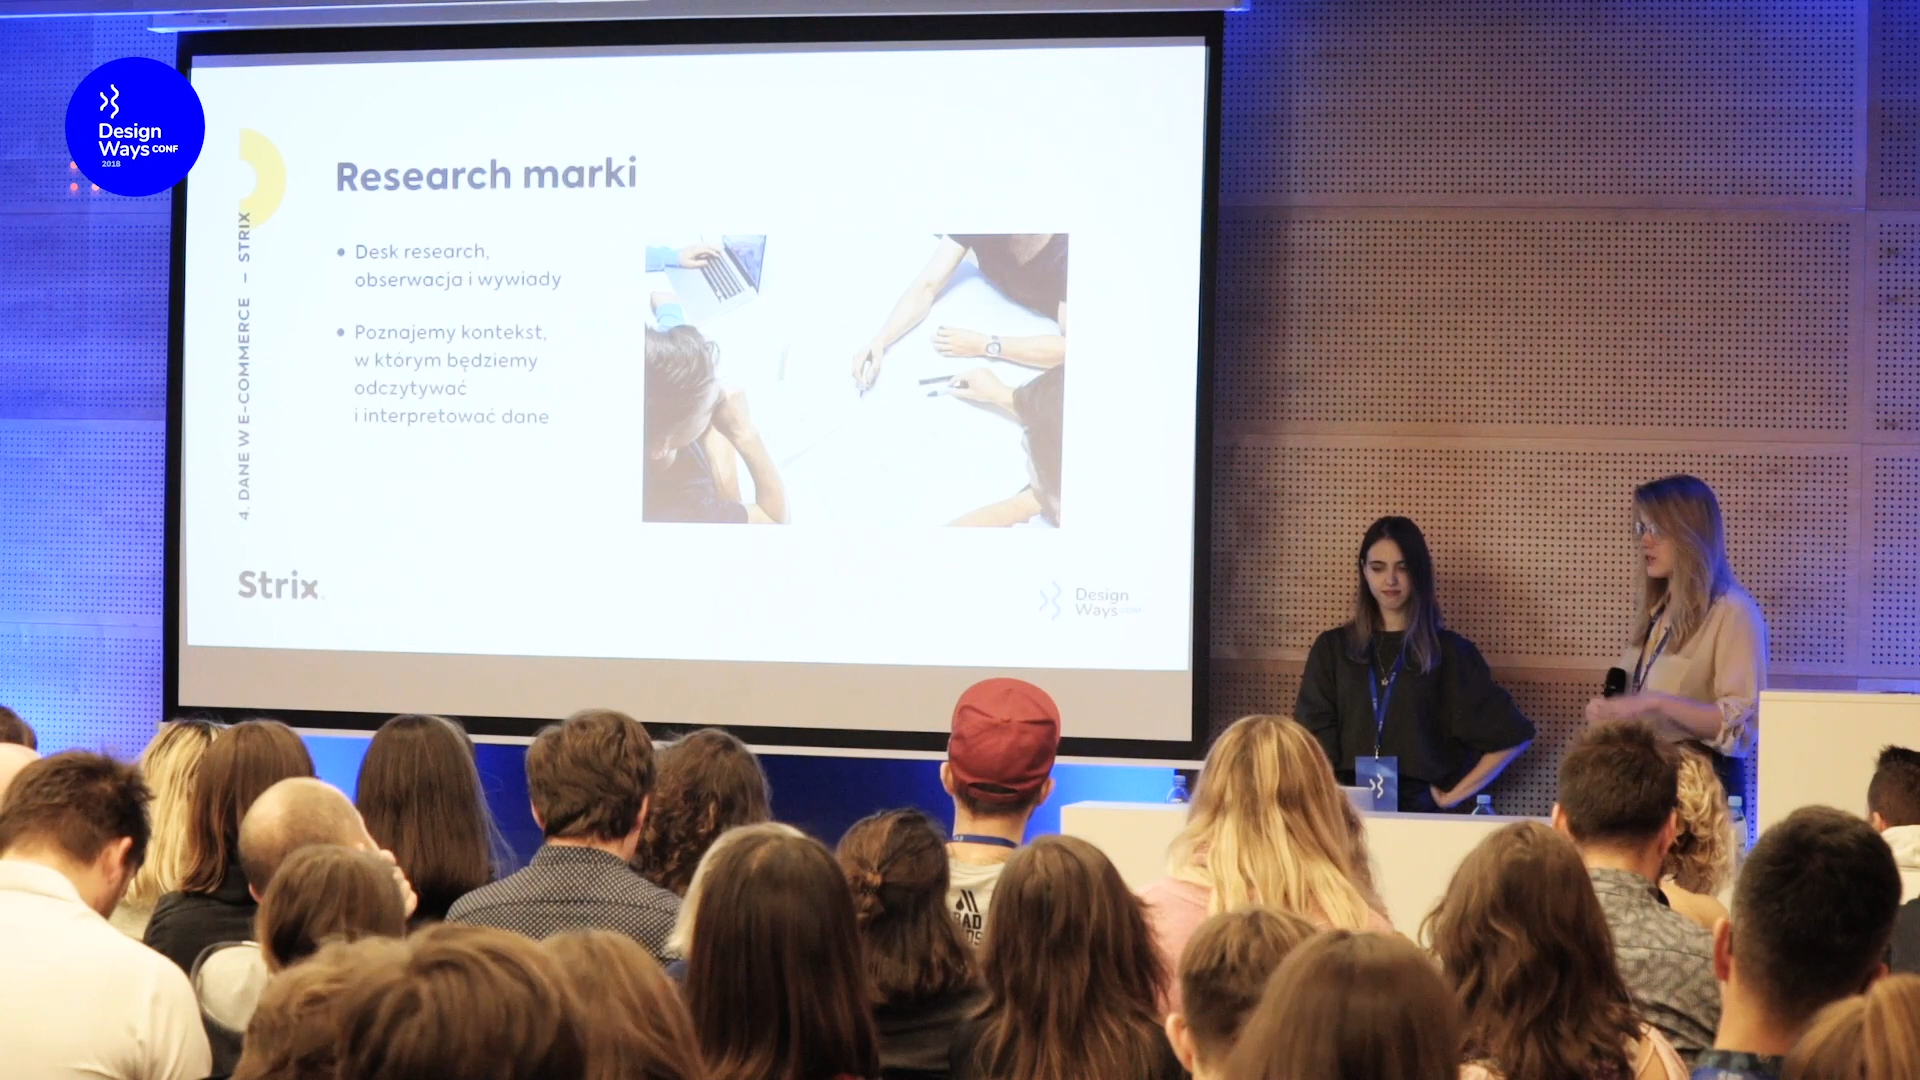 Design
Ways CONF
2018
Research marki
• Desk research,
obserwacja i wywiady
• Poznajemy kontekst,
w którym będziemy
odczytywać
i interpretować dane
4. DANE W E-COMMERCE – STRIX
Strix
Design
Ways CONF